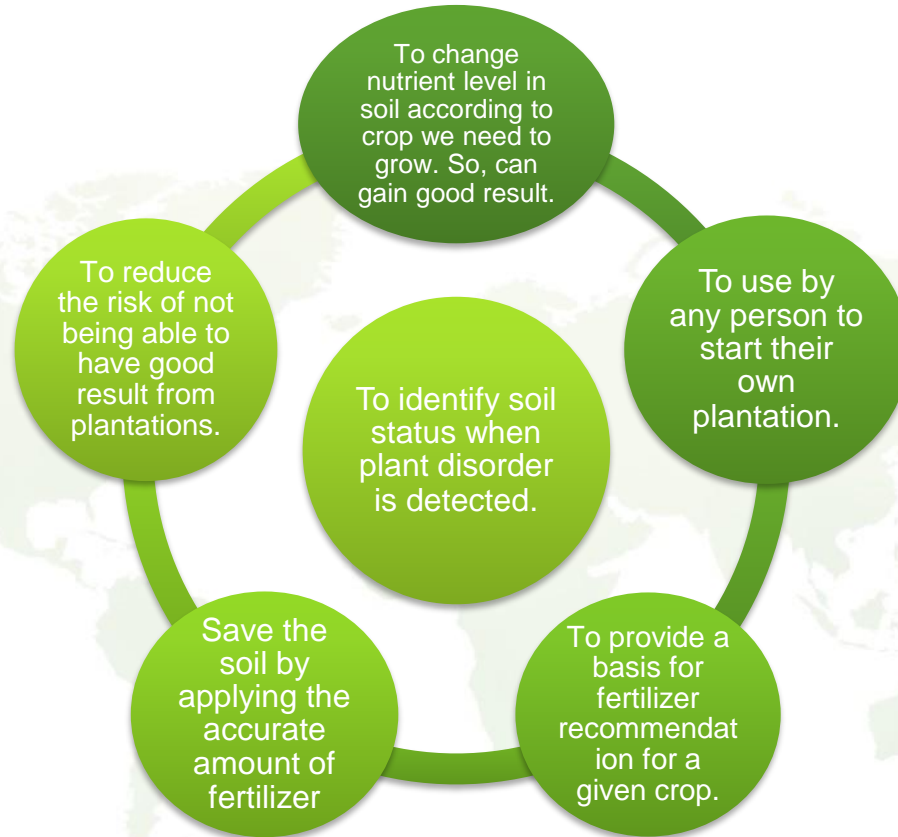 To change
nutrient level in
soil according to
crop we need to
grow. So, can
gain good result.
To use by
any person to
start their
own
plantation.
To provide a
basis for
fertilizer
recommendat
ion for a
given crop.
Save the
soil by
applying the
accurate
amount of
fertilizer
To reduce
the risk of not
being able to
have good
result from
plantations.
To identify soil
status when
plant disorder
is detected.